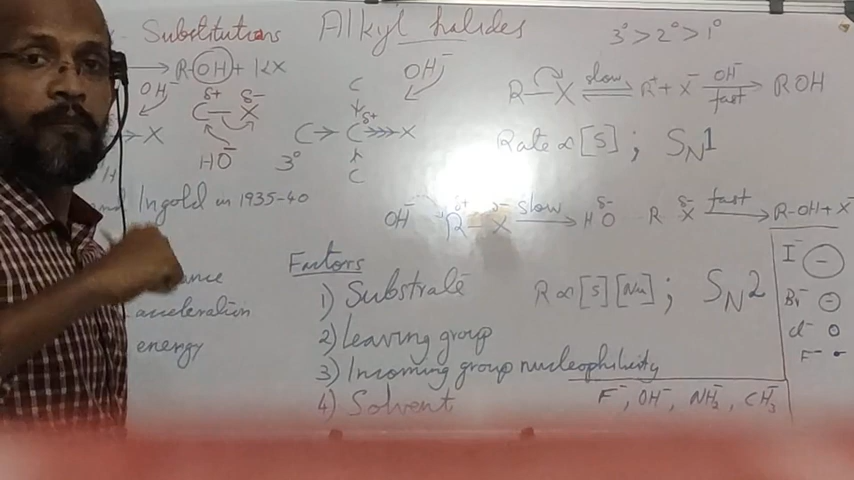 Substitutions
R-OH + KX
OH⁻
δ+ δ-
C — X
HO⁻
X
Ingold in 1935-40
acceleration
energy
Alkyl halides
3° > 2° > 1°
OH⁻
C
C → C δ+ →→→ X
C
3°
R—X slow ⇌ R⁺ + X⁻ OH⁻ fast → ROH
Rate ∝ [S] ; SN1
OH⁻ R δ+ — X slow → HO δ- R X δ- fast → R-OH + X⁻
Rα[S][Nu] ; SN2
Factors
1) Substrate
2) Leaving group
3) Incoming group nucleophilicity
4) Solvent
F⁻, OH⁻, NH₂⁻, CH₃⁻
I⁻
Br⁻
Cl⁻
F⁻